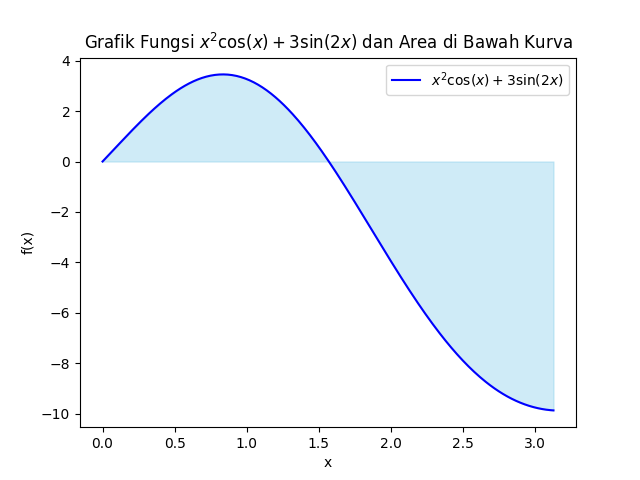 Grafik Fungsi x²cos(x) + 3sin(2x) dan Area di Bawah Kurva
x²cos(x) + 3sin(2x)
4
2
0
−2
−4
−6
−8
−10
f(x)
0.0 0.5 1.0 1.5 2.0 2.5 3.0
x